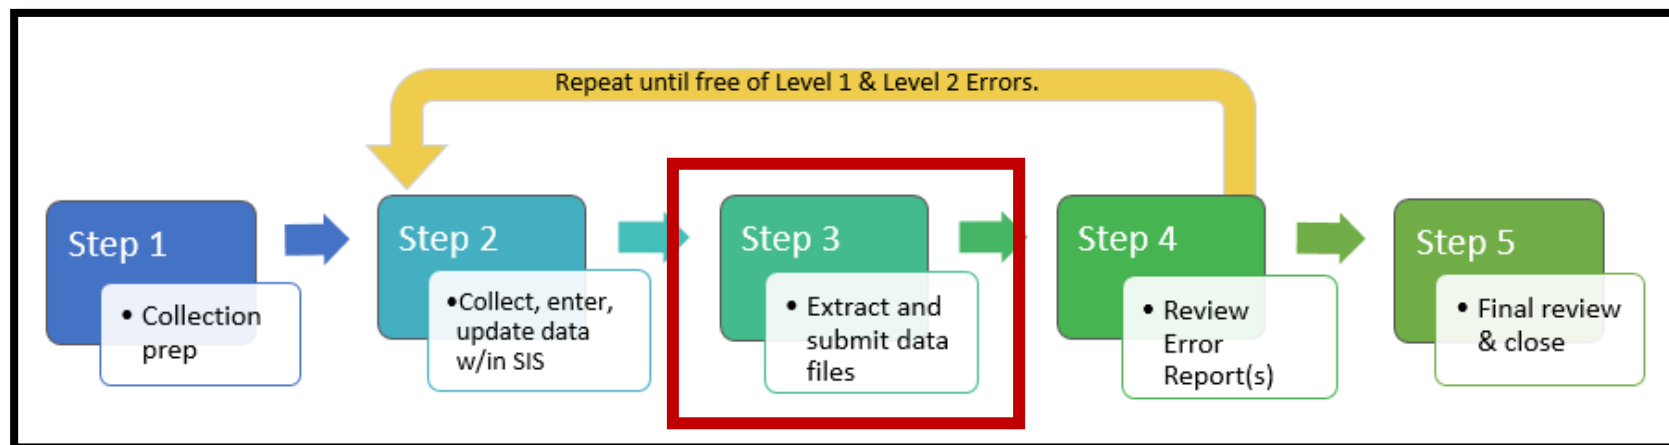 Repeat until free of Level 1 & Level 2 Errors.
Step 1
• Collection
prep
Step 2
•Collect, enter,
update data
w/in SIS
Step 3
• Extract and
submit data
files
Step 4
• Review
Error
Report(s)
Step 5
• Final review
& close